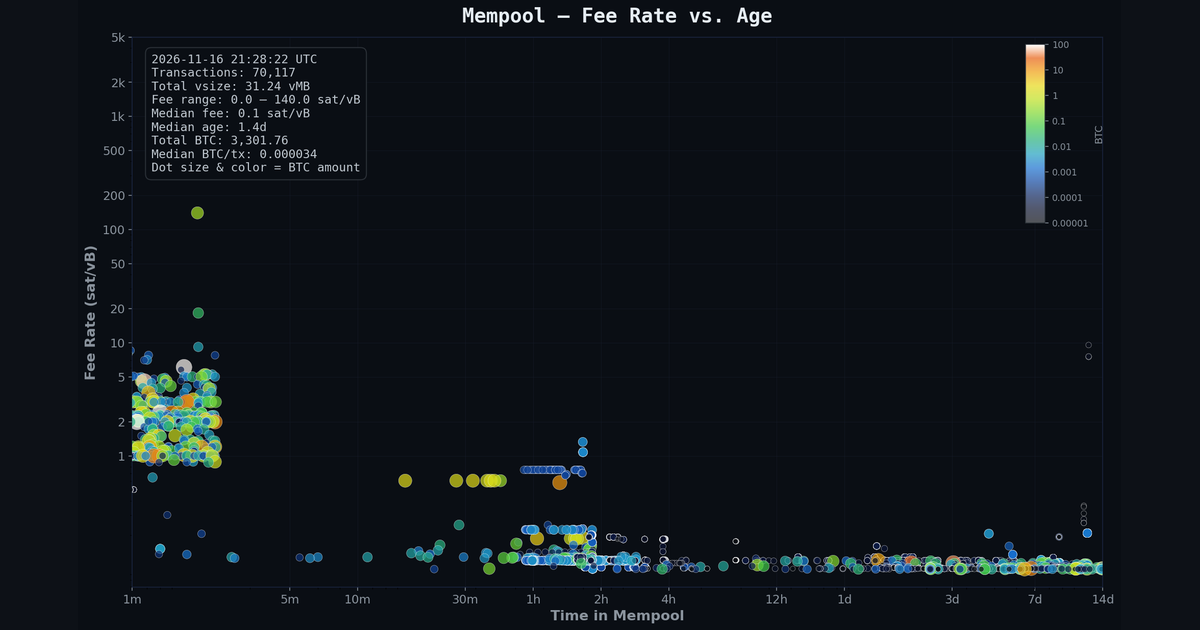 Mempool — Fee Rate vs. Age
2026-11-16 21:28:22 UTC
Transactions: 70,117
Total vsize: 31.24 vMB
Fee range: 0.0 – 140.0 sat/vB
Median fee: 0.1 sat/vB
Median age: 1.4d
Total BTC: 3,301.76
Median BTC/tx: 0.000034
Dot size & color = BTC amount
100
10
1
0.1
0.01
0.001
0.0001
0.00001
BTC
Fee Rate (sat/vB)
5k
2k
1k
500
200
100
50
20
10
5
2
1
1m
5m
10m
30m
1h
2h
4h
12h
1d
3d
7d
14d
Time in Mempool